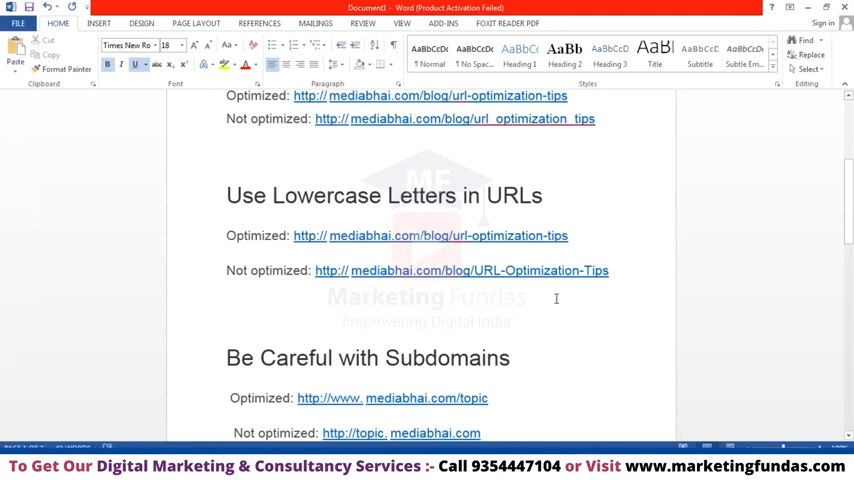 Document1 - Word (Product Activation Failed)
FILE HOME INSERT DESIGN PAGE LAYOUT REFERENCES MAILINGS REVIEW VIEW ADD-INS FOXIT READER PDF Sign in
Paste Cut Copy Format Painter
Times New Ro 18 Aa
B I U abc x₂ x² A
AaBbCcDc AaBbCcDc AaBbCc AaBbC AaBbCcD AaBl AaBbCcD AaBbCcDc
¶ Normal ¶ No Spac... Heading 1 Heading 2 Heading 3 Title Subtitle Subtle Em...
Find Replace Select
Clipboard Font Paragraph Styles Editing
Optimized: http:// mediabhai.com/blog/url-optimization-tips
Not optimized: http:// mediabhai.com/blog/url_optimization_tips
MF
Use Lowercase Letters in URLs
Optimized: http:// mediabhai.com/blog/url-optimization-tips
Not optimized: http:// mediabhai.com/blog/URL-Optimization-Tips
Marketing Fundas
Empowering Digital India
Be Careful with Subdomains
Optimized: http://www. mediabhai.com/topic
Not optimized: http://topic. mediabhai.com
To Get Our Digital Marketing & Consultancy Services :- Call 9354447104 or Visit www.marketingfundas.com